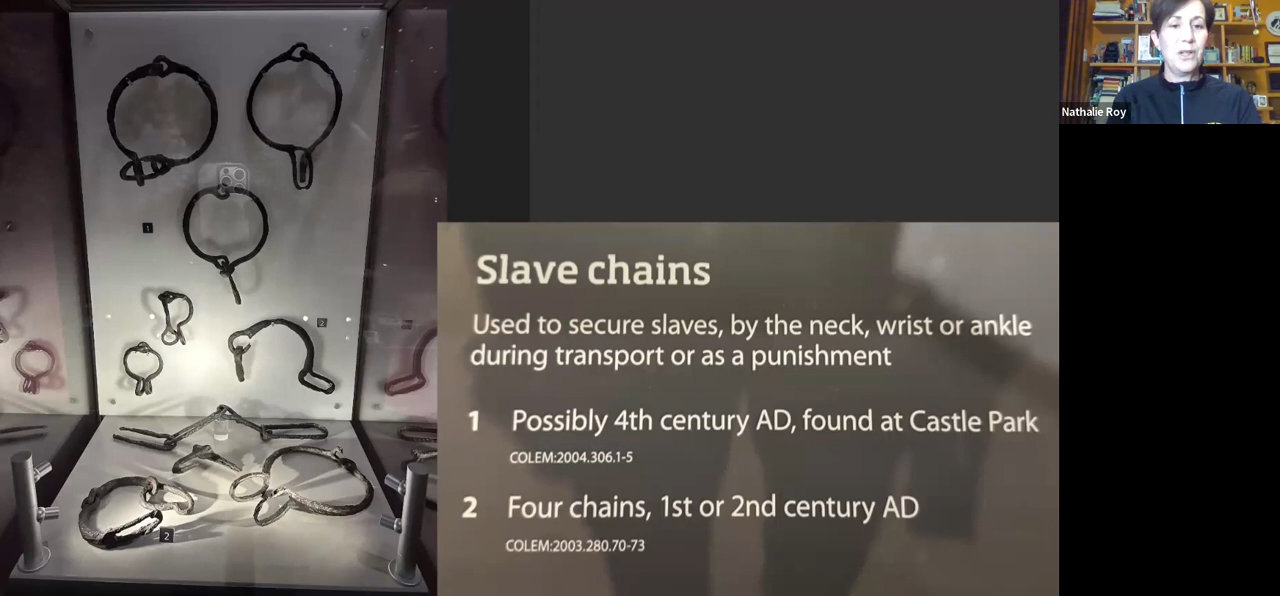 1
2
2
Slave chains
Used to secure slaves, by the neck, wrist or ankle
during transport or as a punishment
1 Possibly 4th century AD, found at Castle Park
COLEM:2004.306.1-5
2 Four chains, 1st or 2nd century AD
COLEM:2003.280.70-73
Nathalie Roy